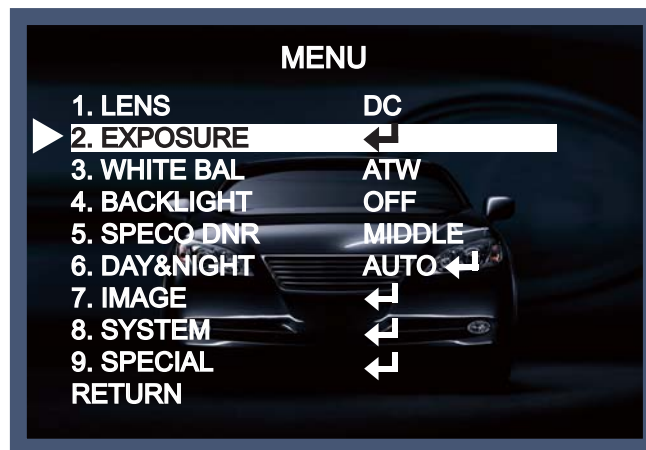 MENU
1. LENS DC
2. EXPOSURE ↵
3. WHITE BAL ATW
4. BACKLIGHT OFF
5. SPECO DNR MIDDLE
6. DAY&NIGHT AUTO ↵
7. IMAGE ↵
8. SYSTEM ↵
9. SPECIAL ↵
RETURN